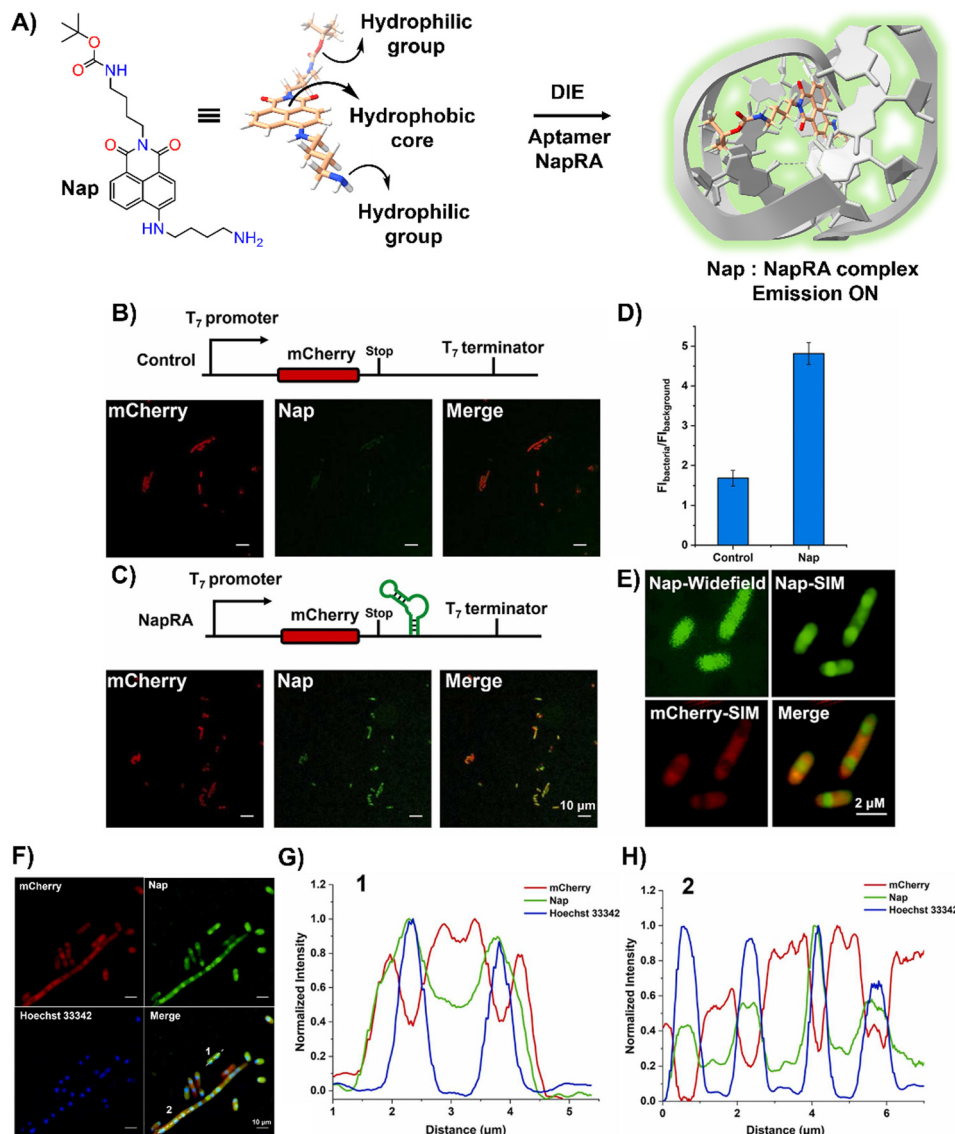 A)
O
O
NH
N
O
O
Nap
HN
NH2
≡
Hydrophilic
group
Hydrophobic
core
Hydrophilic
group
DIE
Aptamer
NapRA
Nap : NapRA complex
Emission ON
B)
T7 promoter
Control
mCherry
Stop
T7 terminator
mCherry
Nap
Merge
C)
T7 promoter
NapRA
mCherry
Stop
T7 terminator
mCherry
Nap
Merge
10 μm
D)
FIbacteria/FIbackground
5
4
3
2
1
0
Control
Nap
E)
Nap-Widefield
Nap-SIM
mCherry-SIM
Merge
2 μM
F)
mCherry
Nap
Hoechst 33342
Merge
1
2
10 μm
G)
1
mCherry
Nap
Hoechst 33342
Normalized Intensity
1.2
1.0
0.8
0.6
0.4
0.2
0.0
1
2
3
4
5
Distance (μm)
H)
2
mCherry
Nap
Hoechst 33342
Normalized Intensity
1.2
1.0
0.8
0.6
0.4
0.2
0.0
0
2
4
6
Distance (μm)